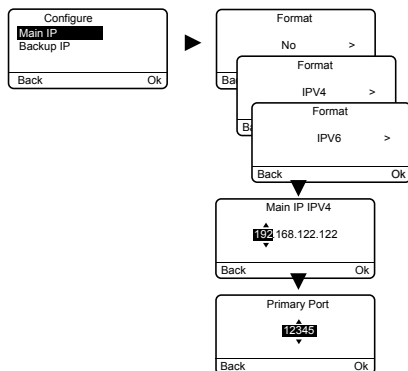 Configure
Main IP
Backup IP
Back Ok
Format
No >
Ba
Format
IPV4 >
B
Format
IPV6 >
Back Ok
Main IP IPV4
192.168.122.122
Back Ok
Primary Port
12345
Back Ok